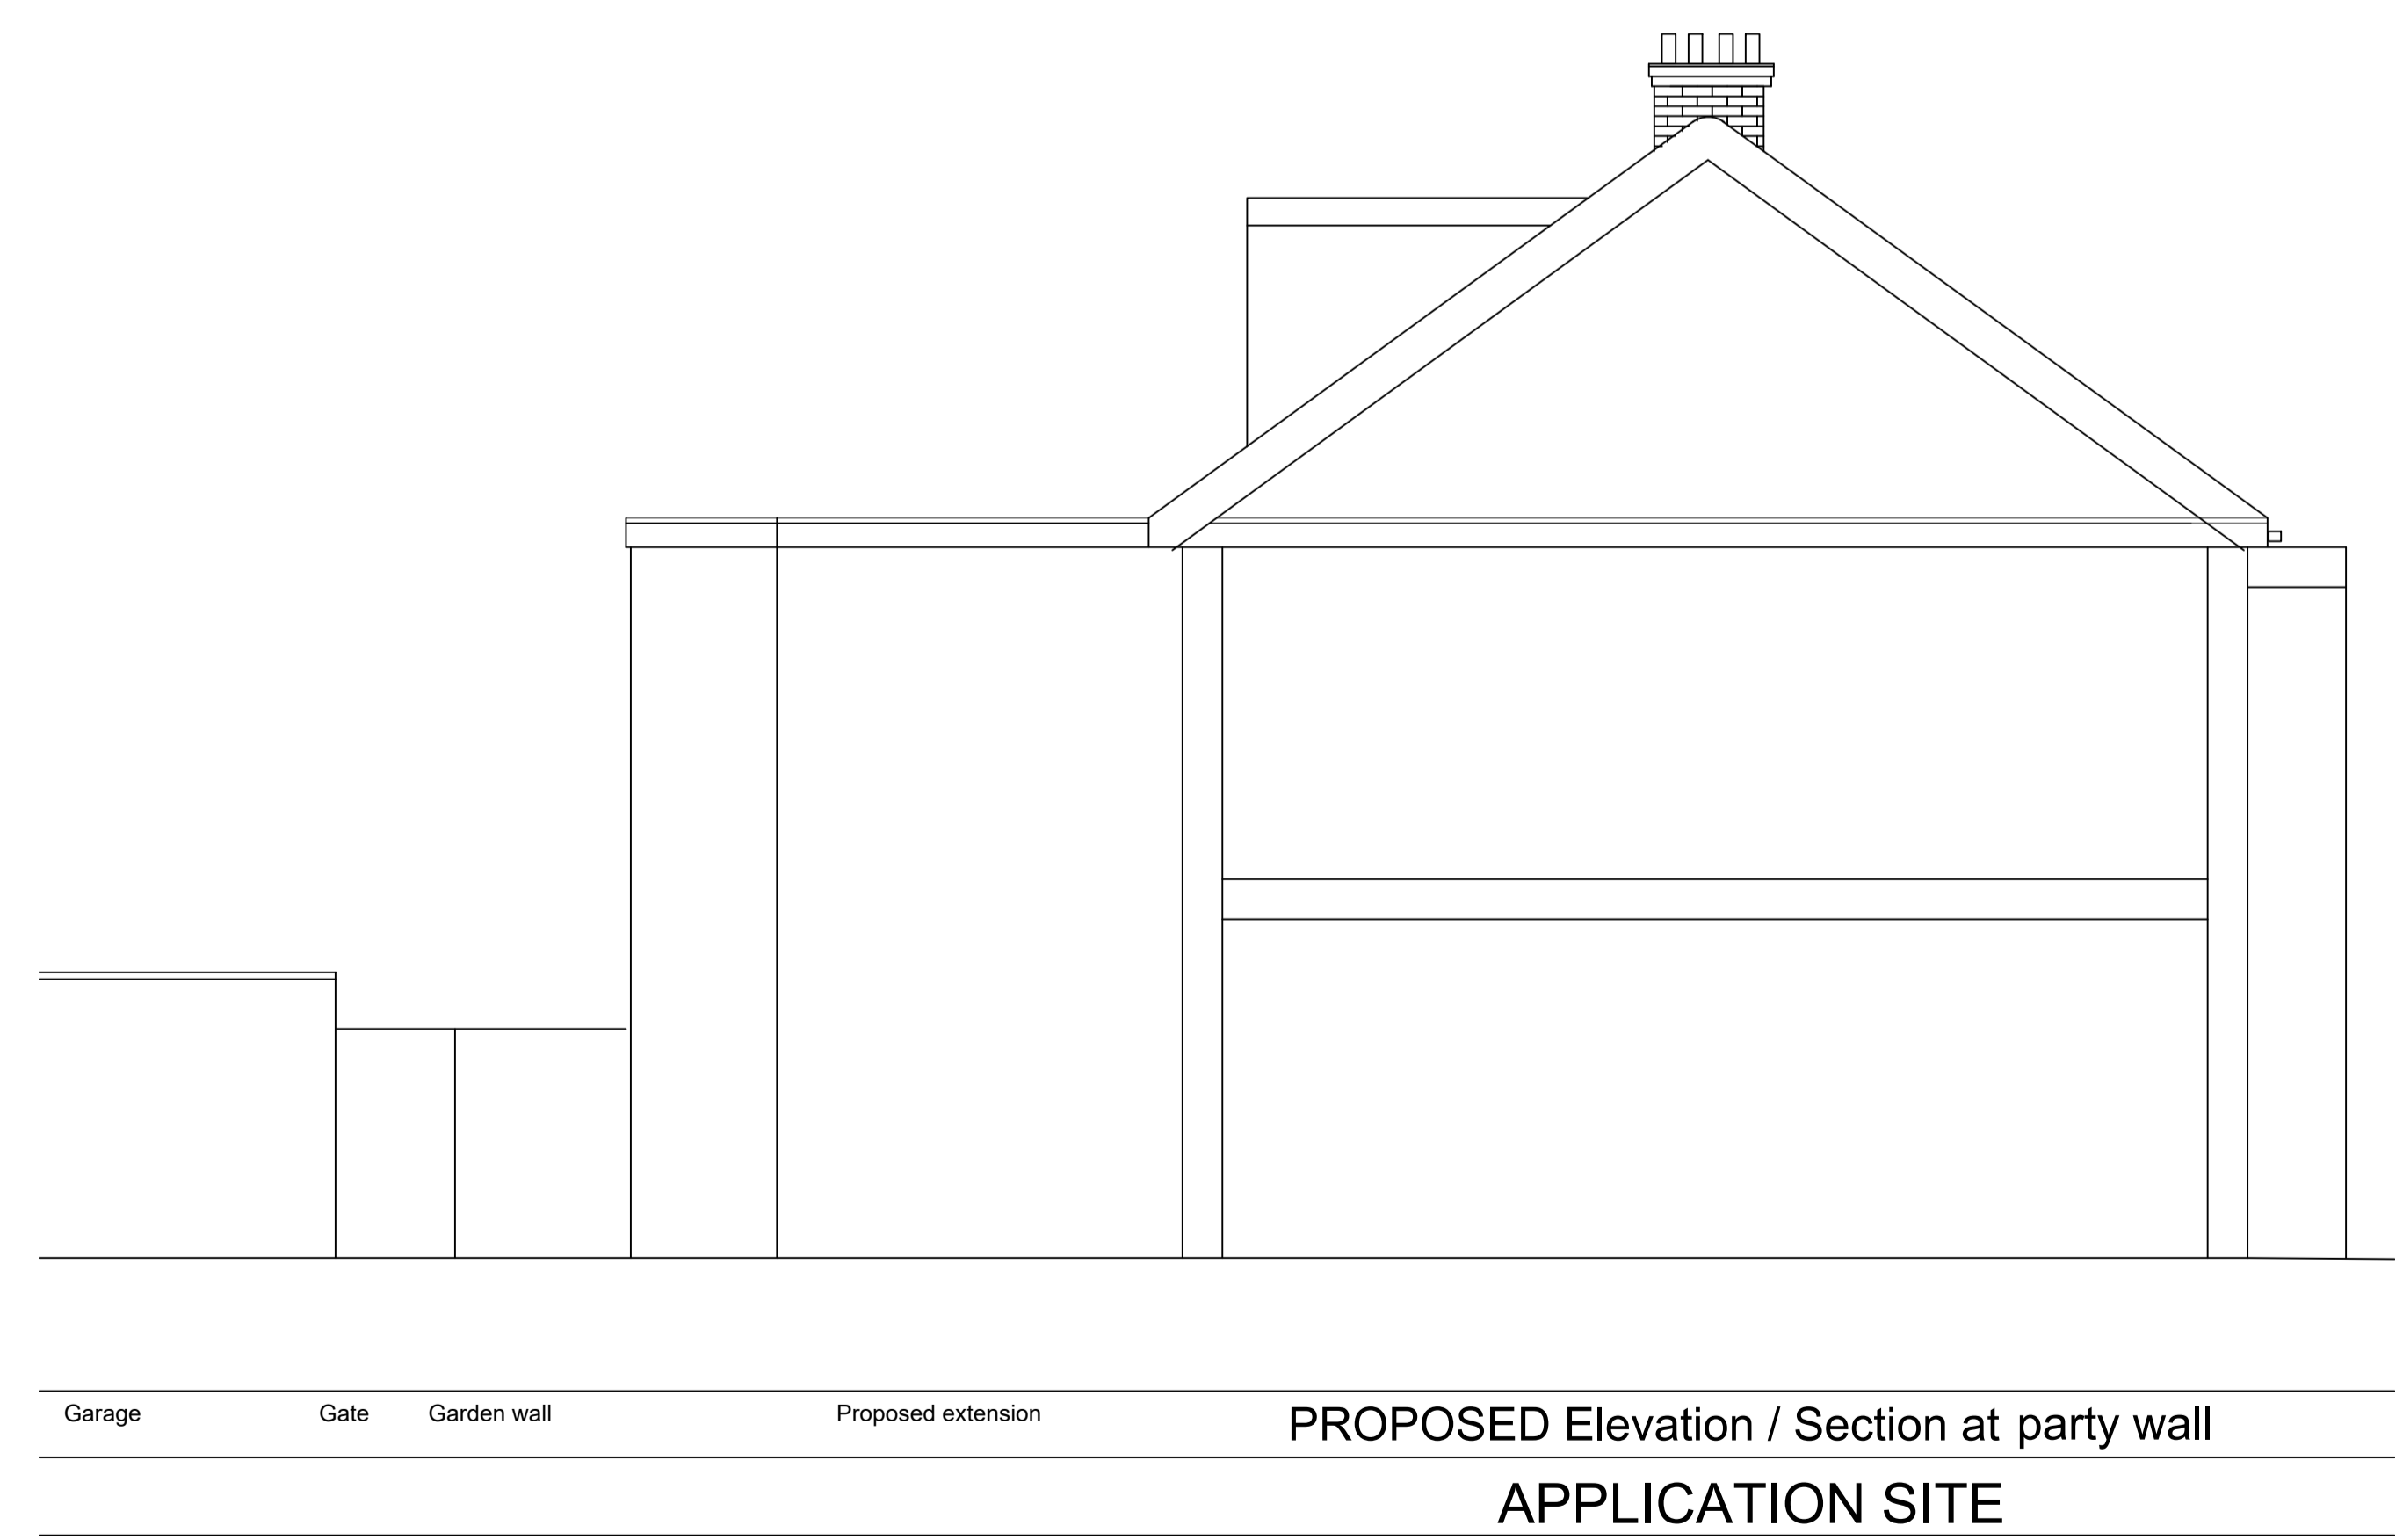 Garage Gate Garden wall Proposed extension PROPOSED Elevation / Section at party wall
APPLICATION SITE